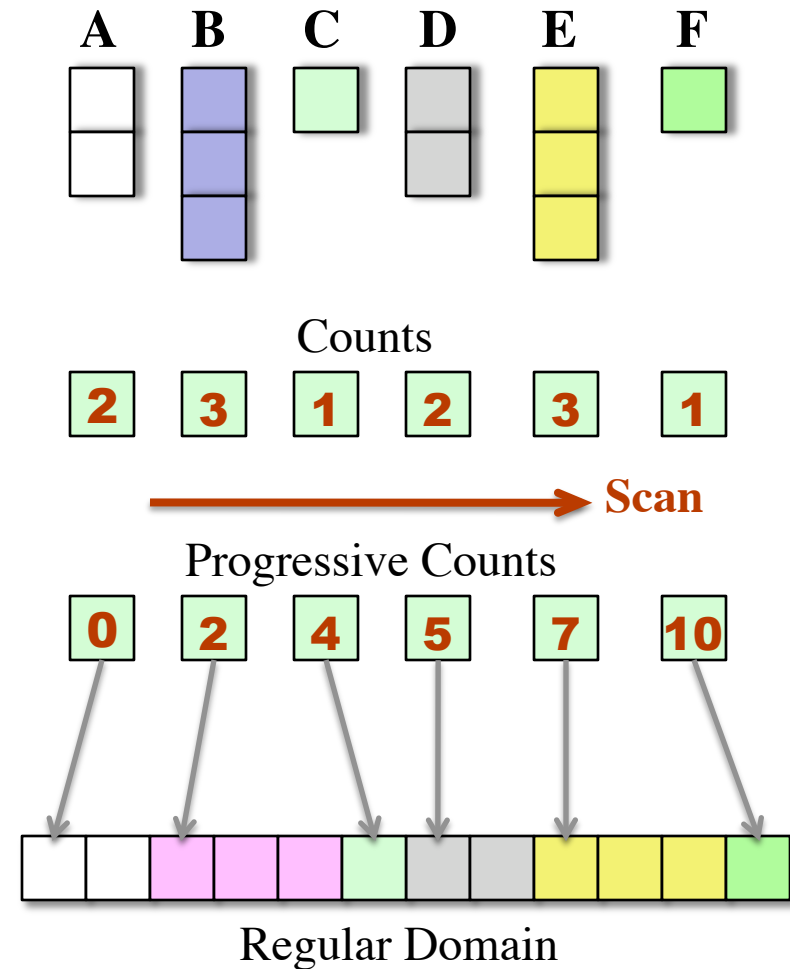 A B C D E F
Counts
2 3 1 2 3 1
Scan
Progressive Counts
0 2 4 5 7 10
Regular Domain